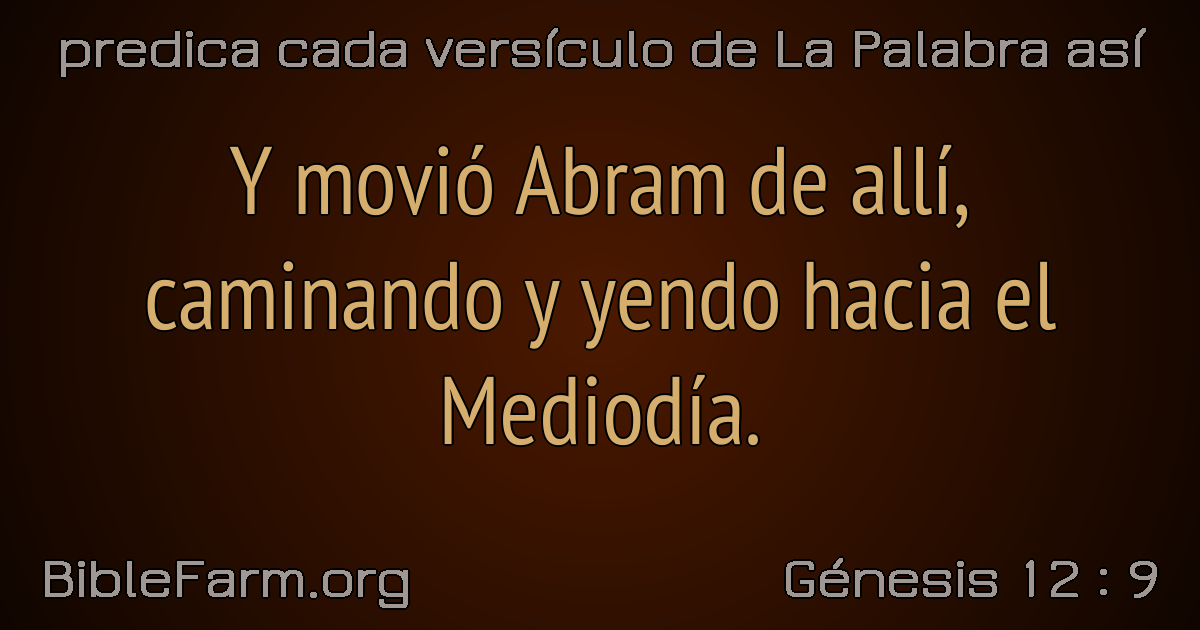 predica cada versículo de La Palabra así
Y movió Abram de allí,
caminando y yendo hacia el
Mediodía.
BibleFarm.org
Génesis 12 : 9